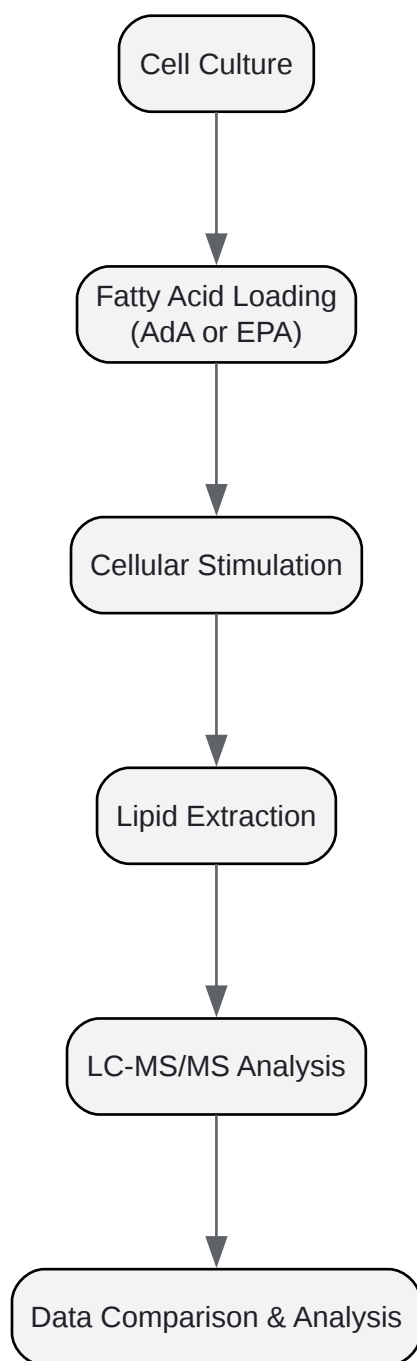 Cell Culture
Fatty Acid Loading
(AdA or EPA)
Cellular Stimulation
Lipid Extraction
LC-MS/MS Analysis
Data Comparison & Analysis